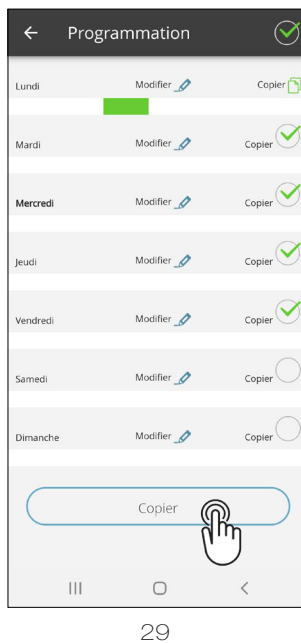 Programmation
Lundi Modifier Copier
Mardi Modifier Copier
Mercredi Modifier Copier
Jeudi Modifier Copier
Vendredi Modifier Copier
Samedi Modifier Copier
Dimanche Modifier Copier
Copier
29